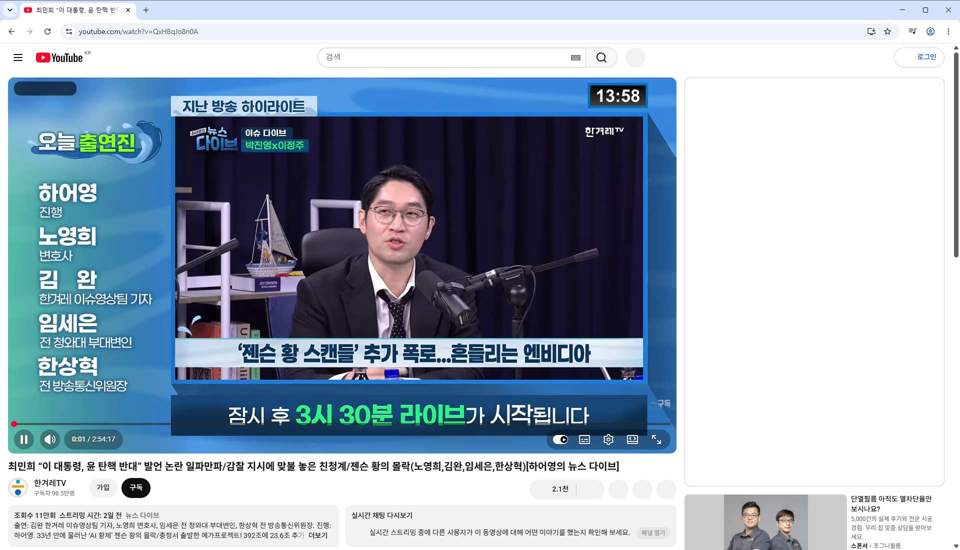 최민희 "이 대통령, 윤 탄핵 반대
youtube.com/watch?v=QxHBqJo8n0A
YouTube KR
검색
로그인
지난 방송 하이라이트
13:58
오늘 출연진
뉴스 다이브
이슈 다이브
박진영x이정주
한겨레TV
하어영
진행
노영희
변호사
김 완
한겨레 이슈영상팀 기자
임세은
전 청와대 부대변인
한상혁
전 방송통신위원장
'젠슨 황 스캔들' 추가 폭로...흔들리는 엔비디아
구독
잠시 후 3시 30분 라이브가 시작됩니다
0:01 / 2:54:17
최민희 "이 대통령, 윤 탄핵 반대" 발언 논란 일파만파/감찰 지시에 맞불 놓은 친청계/젠슨 황의 몰락(노영희,김완,임세은,한상혁)[하어영의 뉴스 다이브]
한겨레TV
구독자 98.5만명
가입
구독
2.1천
조회수 11만회 스트리밍 시간: 2일 전 뉴스 다이브
출연: 김완 한겨레 이슈영상팀 기자, 노영희 변호사, 임세은 전 청와대 부대변인, 한상혁 전 방송통신위원장. 진행:
하어영. 33년 만에 물러난 'AI 황제' 젠슨 황의 몰락/충청서 출발한 메가프로젝트! 392조에 23.6조 추가 더보기
실시간 채팅 다시보기
실시간 스트리밍 중에 다른 사용자가 이 동영상에 대해 어떤 이야기를 했는지 확인해 보세요.
패널 열기
단열필름 아직도 열차단율만 보시나요?
5,000건의 실제 후기와 전문 시공 경험, 우리 집 맞춤 상담을 받아보세요.
스폰서 · 토그나필름